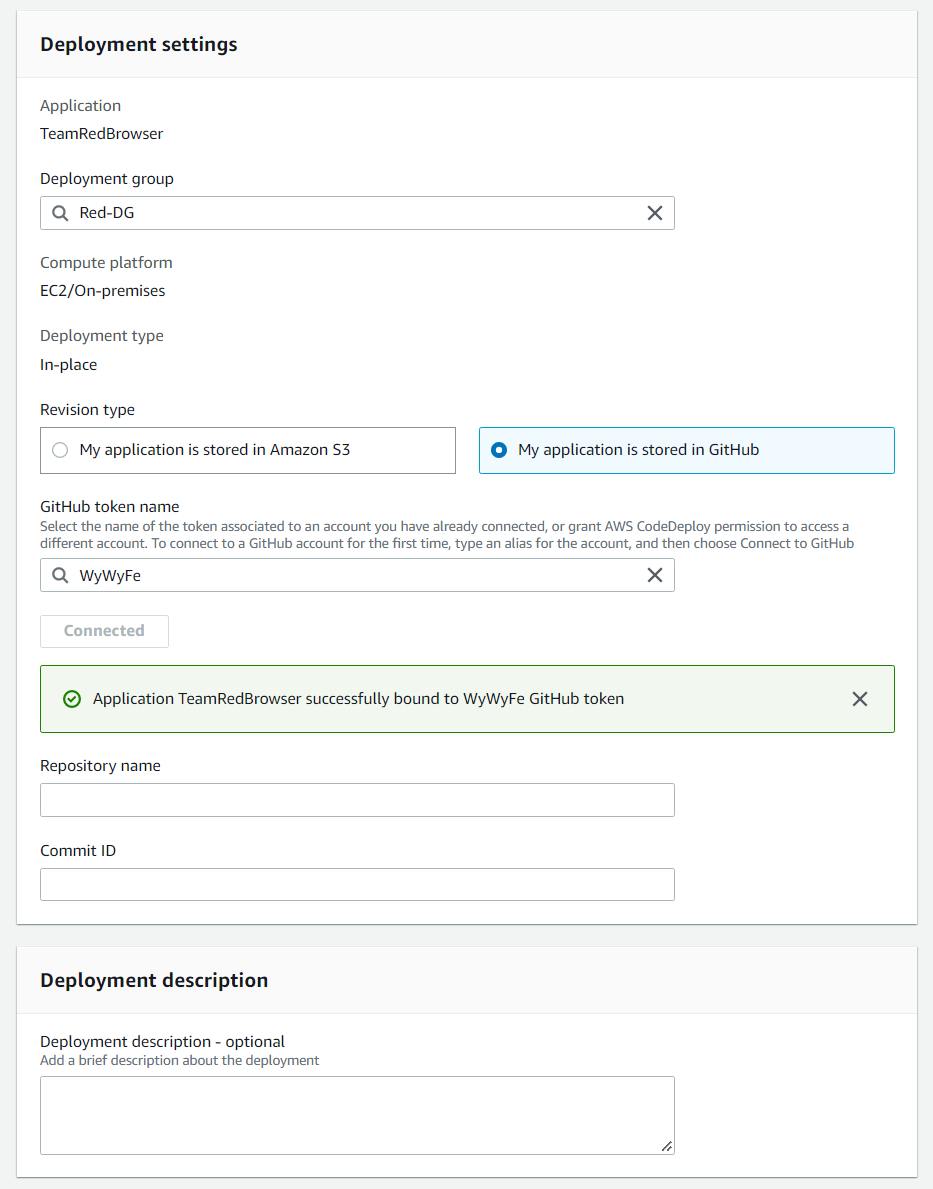 Deployment settings
Application
TeamRedBrowser
Deployment group
Red-DG
Compute platform
EC2/On-premises
Deployment type
In-place
Revision type
My application is stored in Amazon S3
My application is stored in GitHub
GitHub token name
Select the name of the token associated to an account you have already connected, or grant AWS CodeDeploy permission to access a
different account. To connect to a GitHub account for the first time, type an alias for the account, and then choose Connect to GitHub
WyWyFe
Connected
Application TeamRedBrowser successfully bound to WyWyFe GitHub token
Repository name
Commit ID
Deployment description
Deployment description - optional
Add a brief description about the deployment